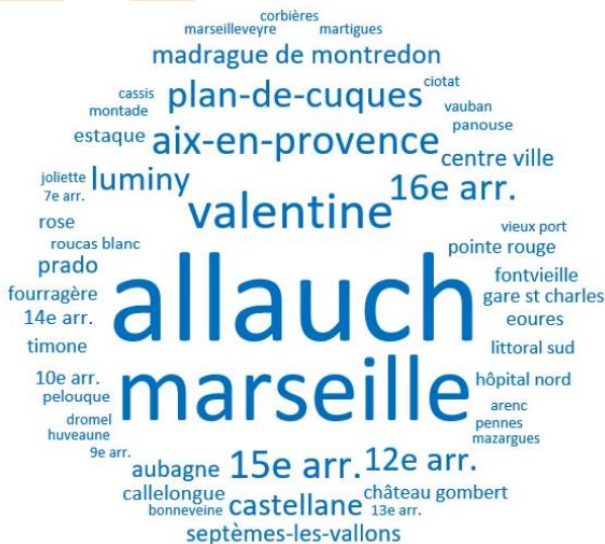 corbières
marseilleveyre martigues
madrague de montredon
cassis plan-de-cuques ciotat
montade vauban
estaque aix-en-provence panouse
centre ville
joliette luminy 16e arr.
7e arr. valentine
rose vieux port
roucas blanc pointe rouge
prado allauch fontvieille
fourragère gare st charles
14e arr. eoures
timone littoral sud
10e arr. marseille hôpital nord
pelouque arenc
dromel pennes
huveaune mazargues
9e arr. 15e arr. 12e arr.
aubagne
callelongue château gombert
bonneveine castellane 13e arr.
septèmes-les-vallons